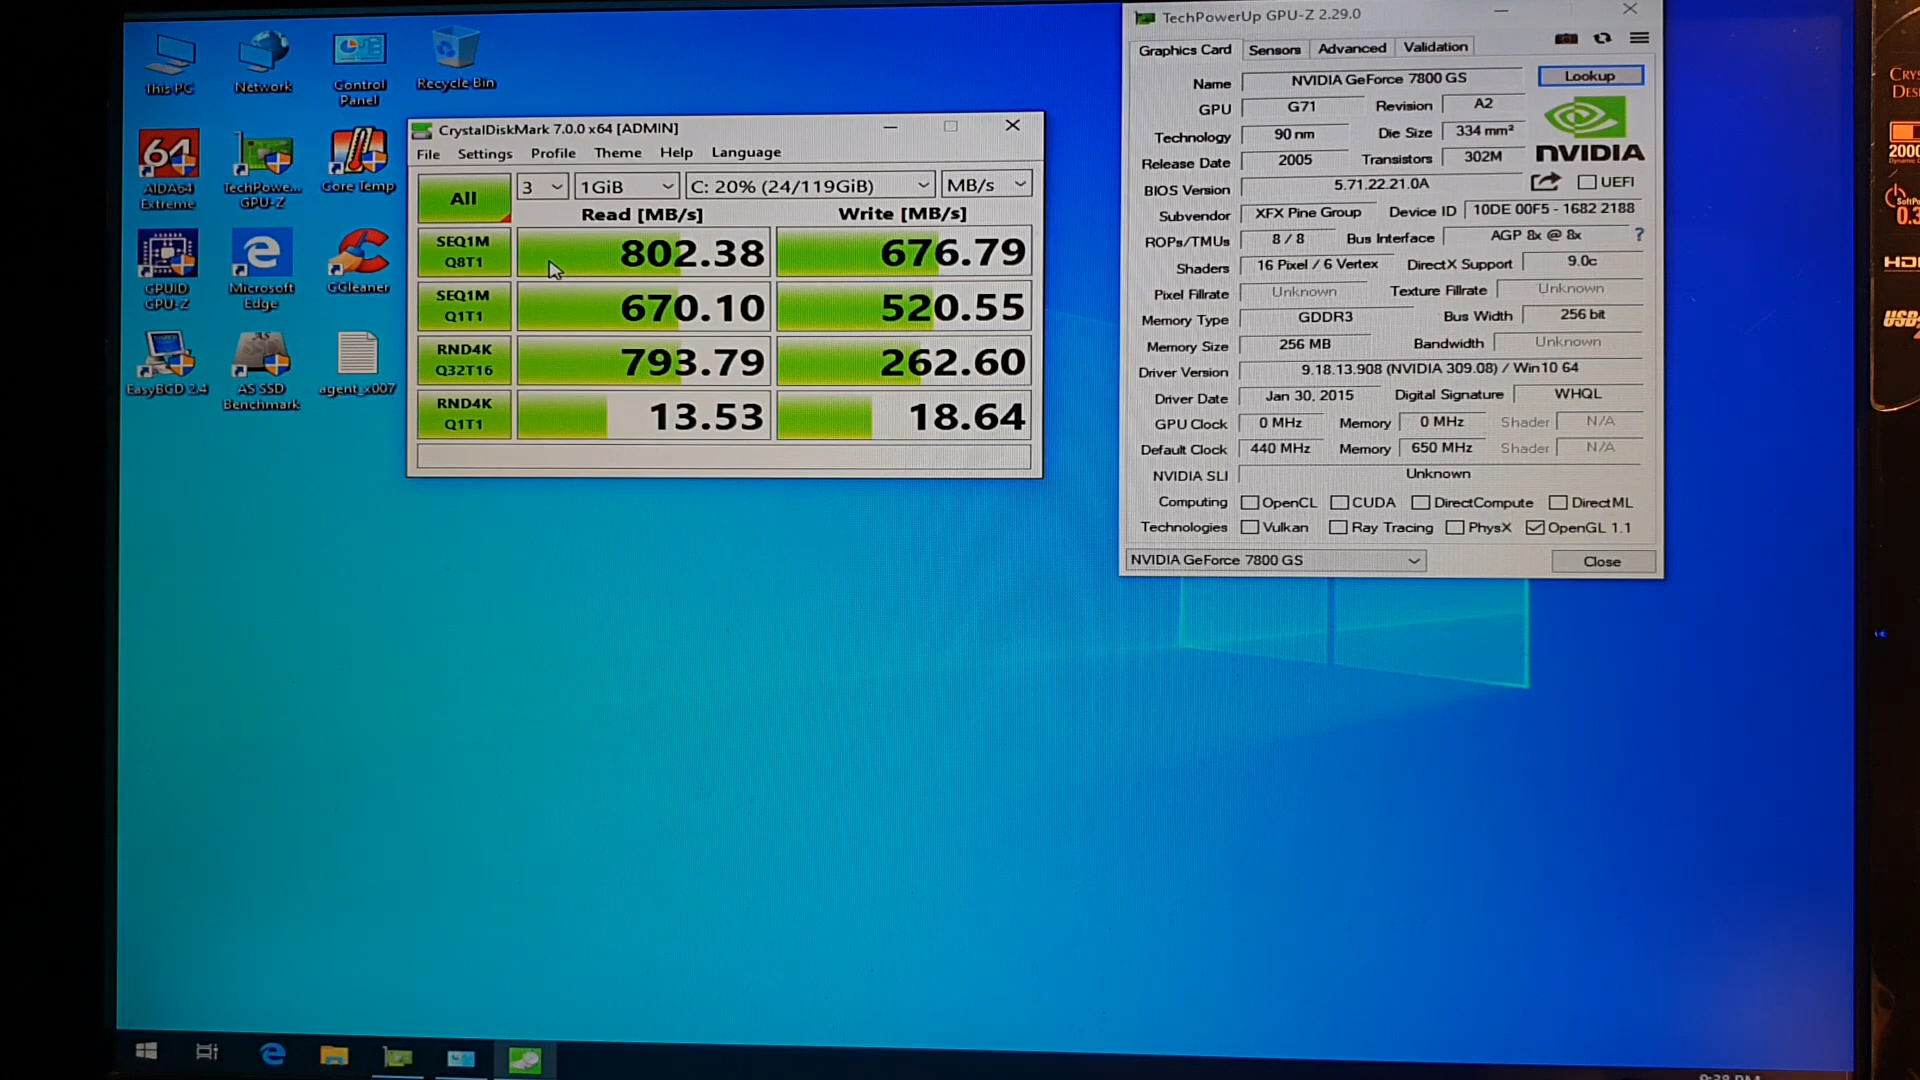 This PC
Network
Control
Panel
Recycle Bin
64
AIDA64
Extreme
TechPowe...
GPU-Z
Core Temp
CPUID
GPU-Z
Microsoft
Edge
CCleaner
EasyBCD 2.4
AS SSD
Benchmark
agent_x007
CrystalDiskMark 7.0.0 x64 [ADMIN]
File Settings Profile Theme Help Language
All 3 1GiB C: 20% (24/119GiB) MB/s
Read [MB/s] Write [MB/s]
SEQ1M
Q8T1 802.38 676.79
SEQ1M
Q1T1 670.10 520.55
RND4K
Q32T16 793.79 262.60
RND4K
Q1T1 13.53 18.64
TechPowerUp GPU-Z 2.29.0
Graphics Card Sensors Advanced Validation
Name NVIDIA GeForce 7800 GS Lookup
GPU G71 Revision A2
Technology 90 nm Die Size 334 mm²
NVIDIA
Release Date 2005 Transistors 302M
BIOS Version 5.71.22.21.0A UEFI
Subvendor XFX Pine Group Device ID 10DE 00F5 - 1682 2188
ROPs/TMUs 8 / 8 Bus Interface AGP 8x @ 8x ?
Shaders 16 Pixel / 6 Vertex DirectX Support 9.0c
Pixel Fillrate Unknown Texture Fillrate Unknown
Memory Type GDDR3 Bus Width 256 bit
Memory Size 256 MB Bandwidth Unknown
Driver Version 9.18.13.908 (NVIDIA 309.08) / Win10 64
Driver Date Jan 30, 2015 Digital Signature WHQL
GPU Clock 0 MHz Memory 0 MHz Shader N/A
Default Clock 440 MHz Memory 650 MHz Shader N/A
NVIDIA SLI Unknown
Computing OpenCL CUDA DirectCompute DirectML
Technologies Vulkan Ray Tracing PhysX OpenGL 1.1
NVIDIA GeForce 7800 GS Close